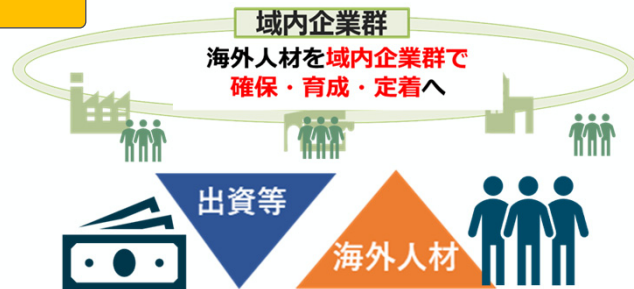 域内企業群
海外人材を域内企業群で
確保・育成・定着へ
出資等
海外人材